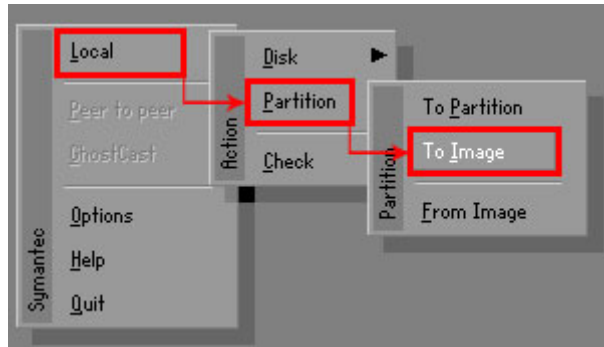 Local
Peer to peer
GhostCast
Options
Help
Quit
Symantec
Disk
Partition
Check
Action
To Partition
To Image
From Image
Partition